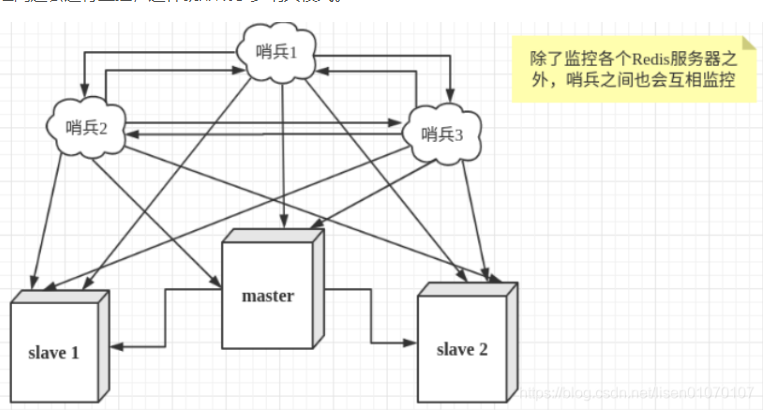 哨兵1
除了监控各个Redis服务器之
外，哨兵之间也会互相监控
哨兵2
哨兵3
master
slave 1
slave 2
https://blog.csdn.net/lisen01070107